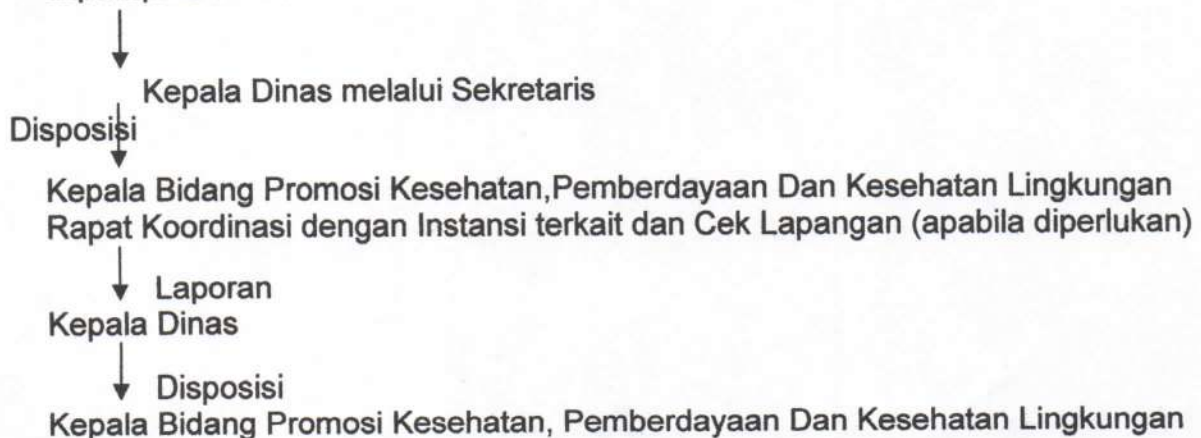 Kepala Dinas melalui Sekretaris
Disposisi
Kepala Bidang Promosi Kesehatan,Pemberdayaan Dan Kesehatan Lingkungan
Rapat Koordinasi dengan Instansi terkait dan Cek Lapangan (apabila diperlukan)
Laporan
Kepala Dinas
Disposisi
Kepala Bidang Promosi Kesehatan, Pemberdayaan Dan Kesehatan Lingkungan